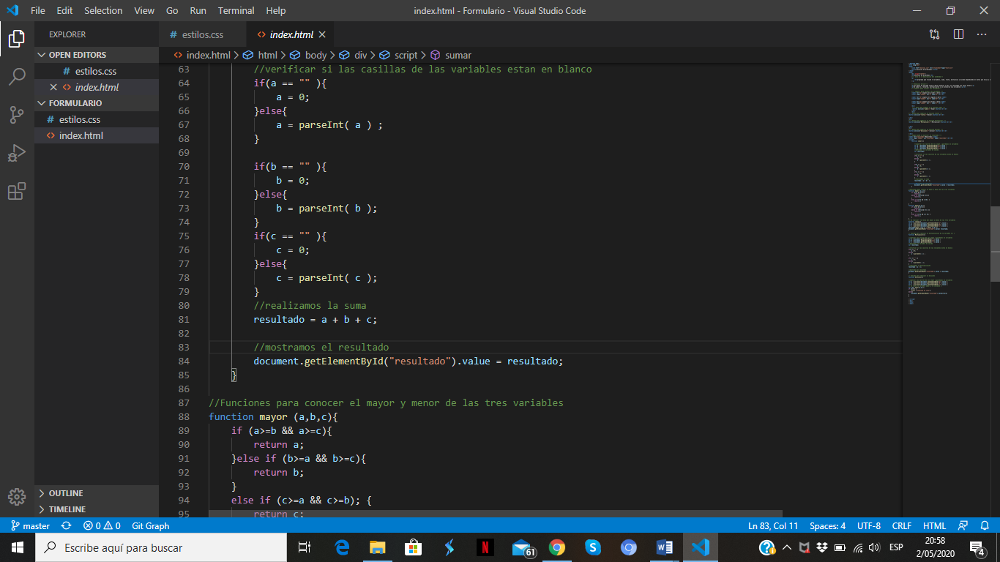 File Edit Selection View Go Run Terminal Help
index.html - Formulario - Visual Studio Code
EXPLORER
OPEN EDITORS
# estilos.css
index.html
FORMULARIO
# estilos.css
index.html
OUTLINE
TIMELINE
# estilos.css
index.html
index.html > html > body > div > script > sumar
63 //verificar si las casillas de las variables estan en blanco
64 if(a == "" ){
65 a = 0;
66 }else{
67 a = parseInt( a ) ;
68 }
69
70 if(b == "" ){
71 b = 0;
72 }else{
73 b = parseInt( b );
74 }
75 if(c == "" ){
76 c = 0;
77 }else{
78 c = parseInt( c );
79 }
80 //realizamos la suma
81 resultado = a + b + c;
82
83 //mostramos el resultado
84 document.getElementById("resultado").value = resultado;
85 }
86
87 //Funciones para conocer el mayor y menor de las tres variables
88 function mayor (a,b,c){
89 if (a>=b && a>=c){
90 return a;
91 }else if (b>=a && b>=c){
92 return b;
93 }
94 else if (c>=a && c>=b); {
95 return c;
master 0 0 Git Graph
Ln 83, Col 11 Spaces: 4 UTF-8 CRLF HTML
Escribe aquí para buscar
61
ESP
20:58
2/05/2020
4